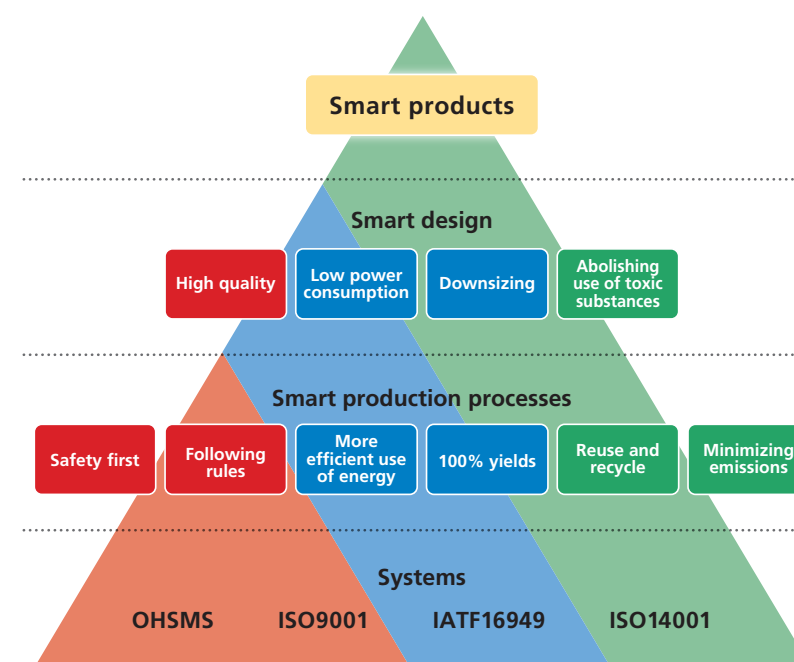 Smart products
Smart design
High quality
Low power
consumption
Downsizing
Abolishing
use of toxic
substances
Smart production processes
Safety first
Following
rules
More
efficient use
of energy
100% yields
Reuse and
recycle
Minimizing
emissions
Systems
OHSMS
ISO9001
IATF16949
ISO14001